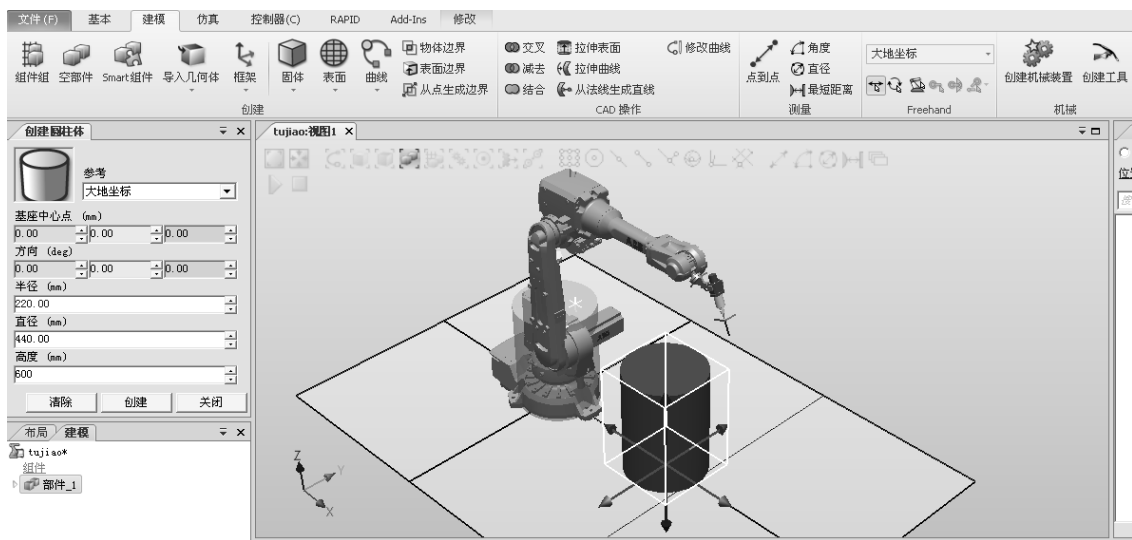 文件(F) 基本 建模 仿真 控制器(C) RAPID Add-Ins 修改
组件组 空部件 Smart组件 导入几何体 框架 固体 表面 曲线 物体边界 交叉 拉伸表面 修改曲线 点到点 角度 大地坐标 创建机械装置 创建工具
表面边界 减去 拉伸曲线 直径
从点生成边界 结合 从法线生成直线 最短距离
创建 CAD 操作 测量 Freehand 机械
创建圆柱体 tujiao:视图1
参考
大地坐标
基座中心点 (mm)
0.00 0.00 0.00
方向 (deg)
0.00 0.00 0.00
半径 (mm)
220.00
直径 (mm)
440.00
高度 (mm)
600
清除 创建 关闭
布局 建模
tujiao*
组件
部件_1
Z
Y
X